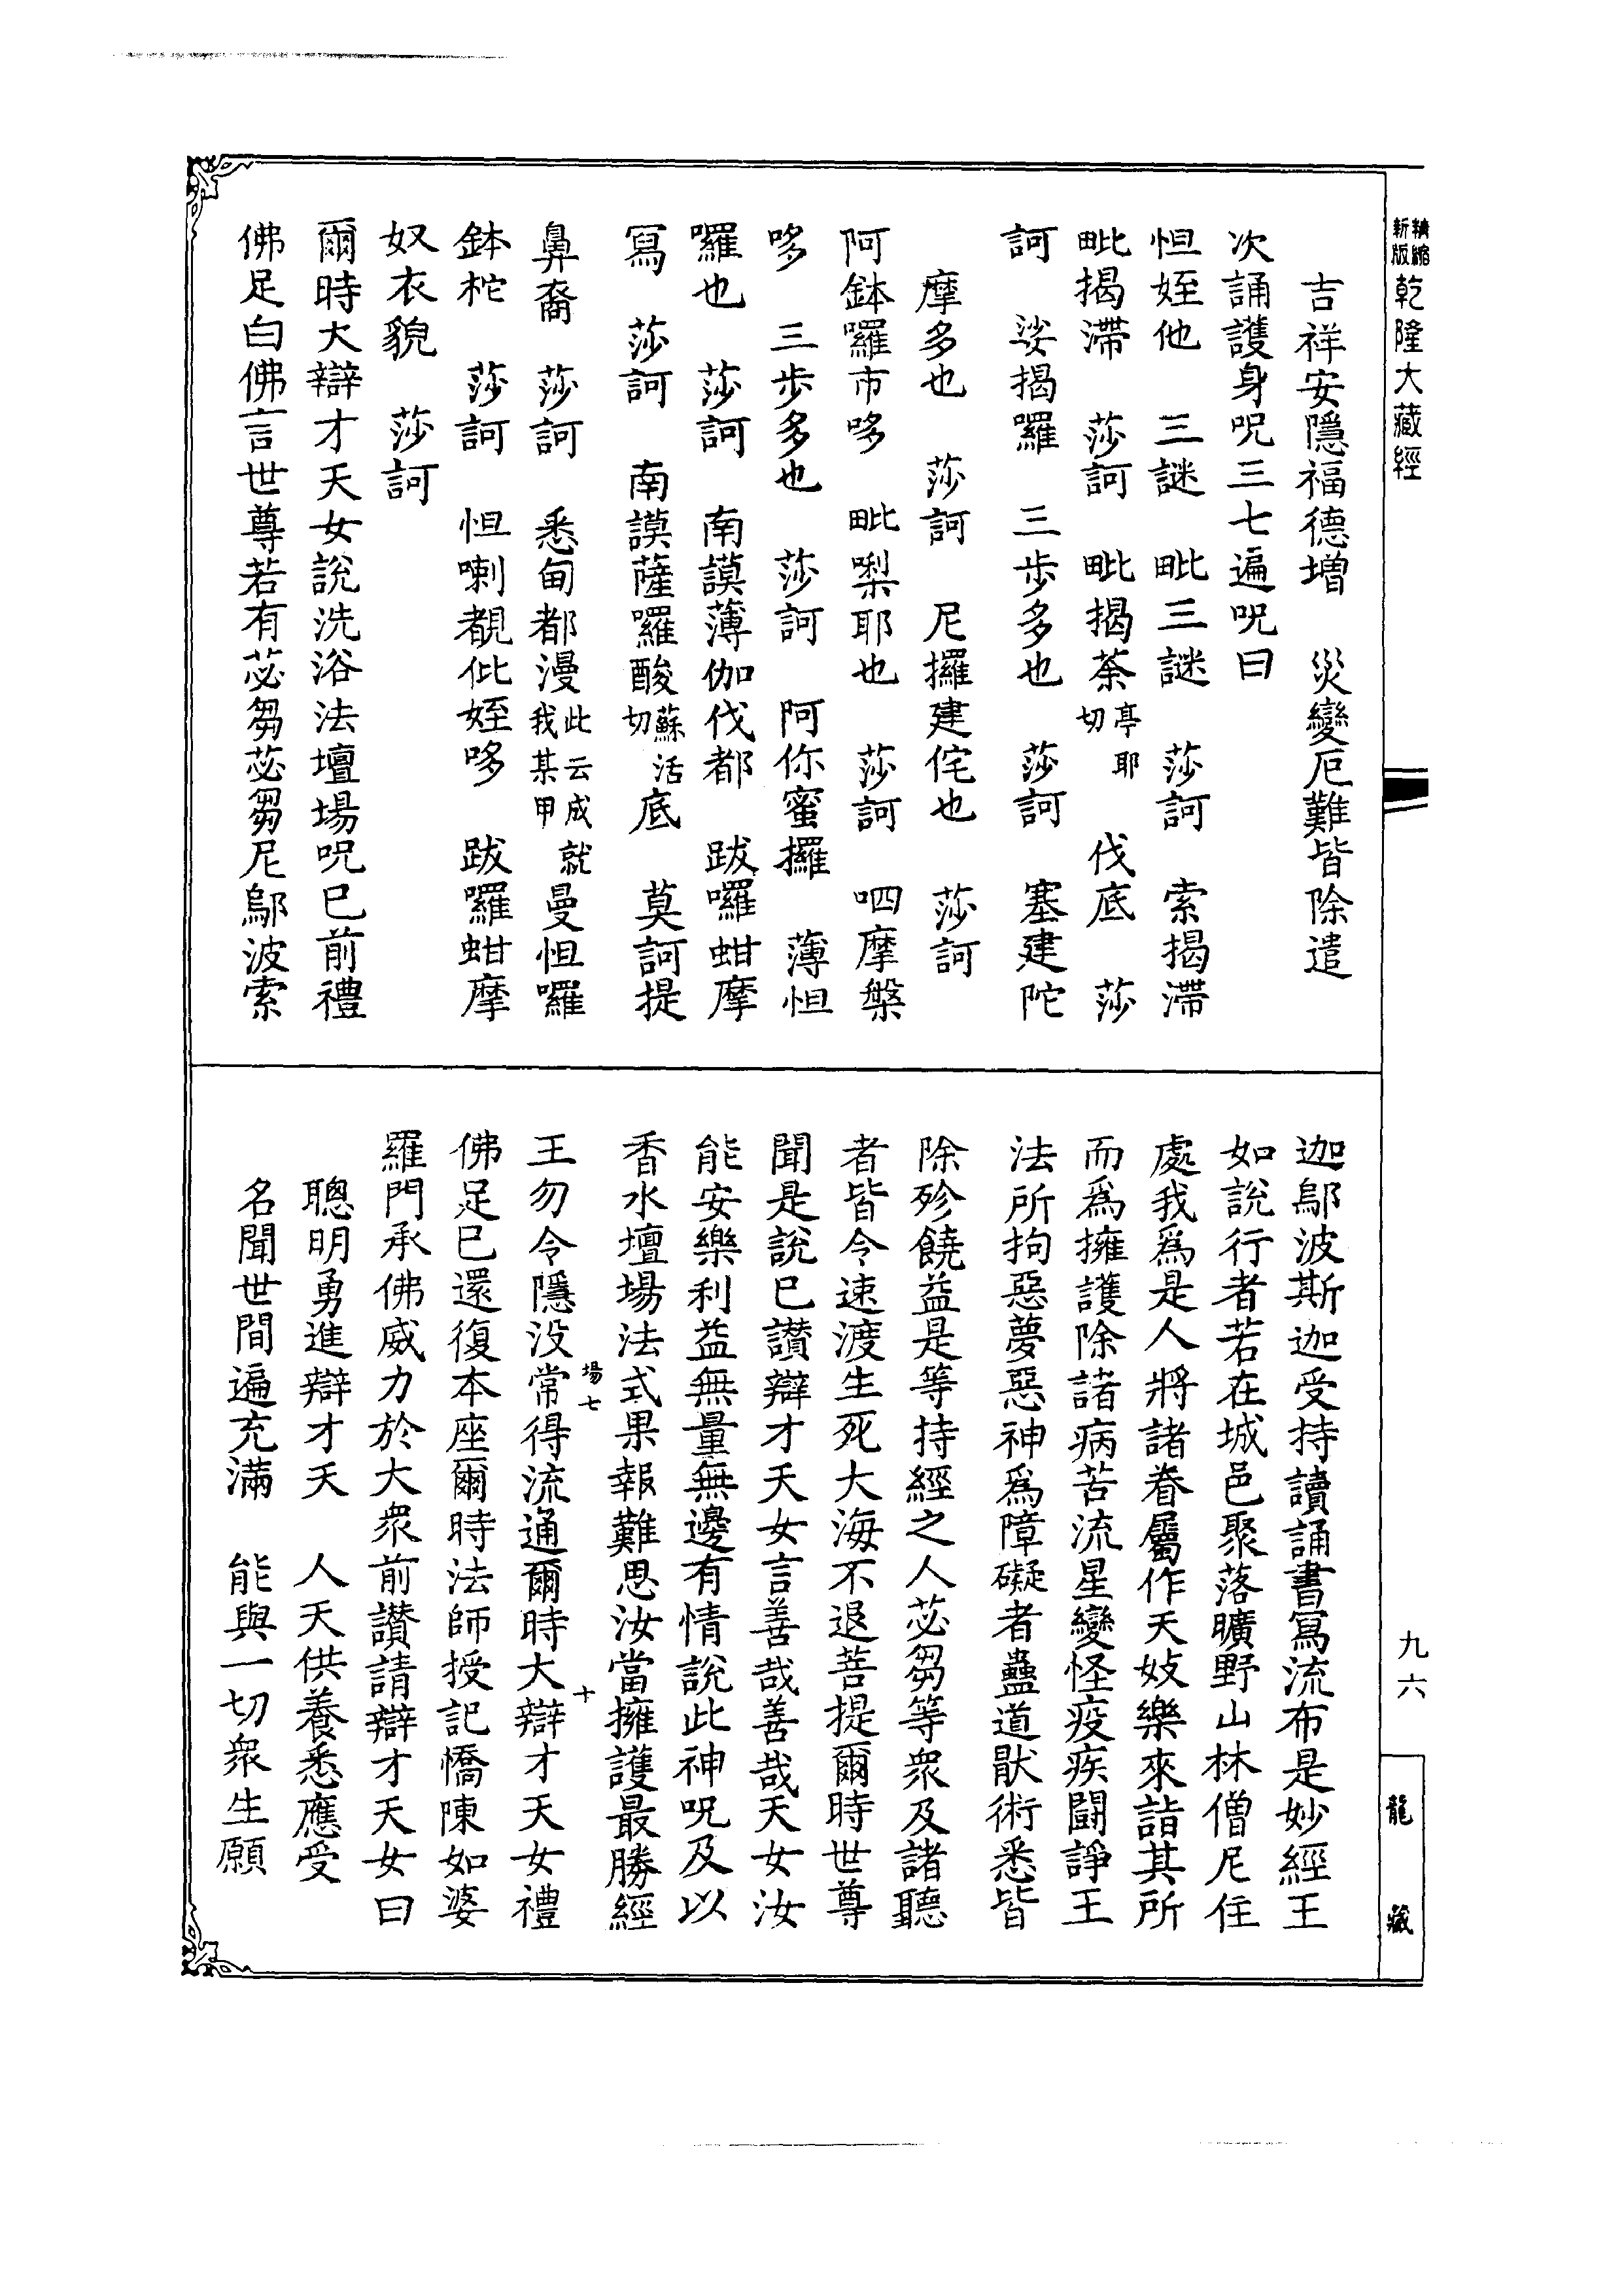 新版 精縮 乾隆大藏經
吉祥安隱福德增　災變厄難皆除遣
次誦護身呪三七遍呪曰
怛姪他　三謎　毗三謎　莎訶　索揭滯
毗揭滯　莎訶　毗揭荼亭耶切　伐底　莎
訶　娑揭囉　三步多也　莎訶　塞建陀
摩多也　莎訶　尼攞建佗也　莎訶
阿鉢囉市哆　毗㗚耶也　莎訶　呬摩槃
哆　三步多也　莎訶　阿你蜜攞　薄怛
囉也　莎訶　南謨薄伽伐都　跋囉蚶摩
寫　莎訶　南謨薩囉酸蘇活切底　莫訶提
鼻裔　莎訶　悉甸都漫此云成就我某甲曼怛囉
鉢柁　莎訶　怛喇覩仳姪哆　跋囉蚶摩
奴衣貌　莎訶
爾時大辯才天女說洗浴法壇場呪已前禮
佛足白佛言世尊若有苾芻苾芻尼鄔波索
迦鄔波斯迦受持讀誦書寫流布是妙經王
如說行者若在城邑聚落曠野山林僧尼住
處我爲是人將諸眷屬作天妓樂來詣其所
而爲擁護除諸病苦流星變怪疫疾鬪諍王
法所拘惡夢惡神爲障礙者蠱道猒術悉皆
除殄饒益是等持經之人苾芻等衆及諸聽
者皆令速渡生死大海不退菩提爾時世尊
聞是說已讚辯才天女言善哉善哉天女汝
能安樂利益無量無邊有情說此神呪及以
香水壇場法式果報難思汝當擁護最勝經
場七　十
王勿令隱没常得流通爾時大辯才天女禮
佛足已還復本座爾時法師授記憍陳如婆
羅門承佛威力於大衆前讚請辯才天女曰
聰明勇進辯才天　人天供養悉應受
名聞世間遍充滿　能與一切衆生願
九六
龍藏